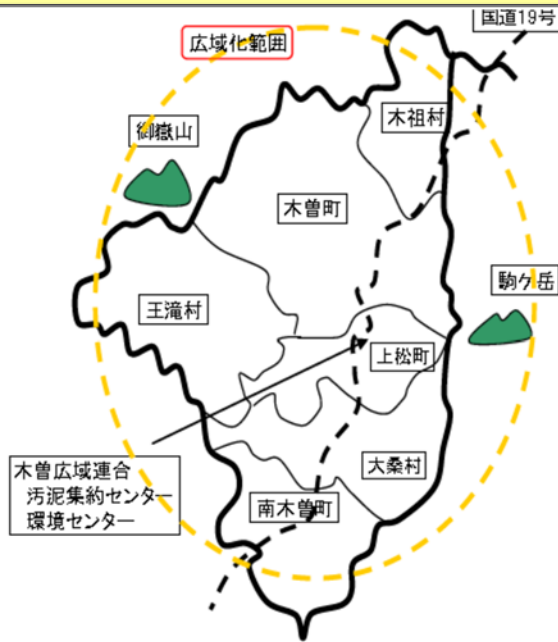 国道19号
広域化範囲
木祖村
御嶽山
木曽町
駒ケ岳
王滝村
上松町
木曽広域連合
汚泥集約センター
環境センター
大桑村
南木曽町